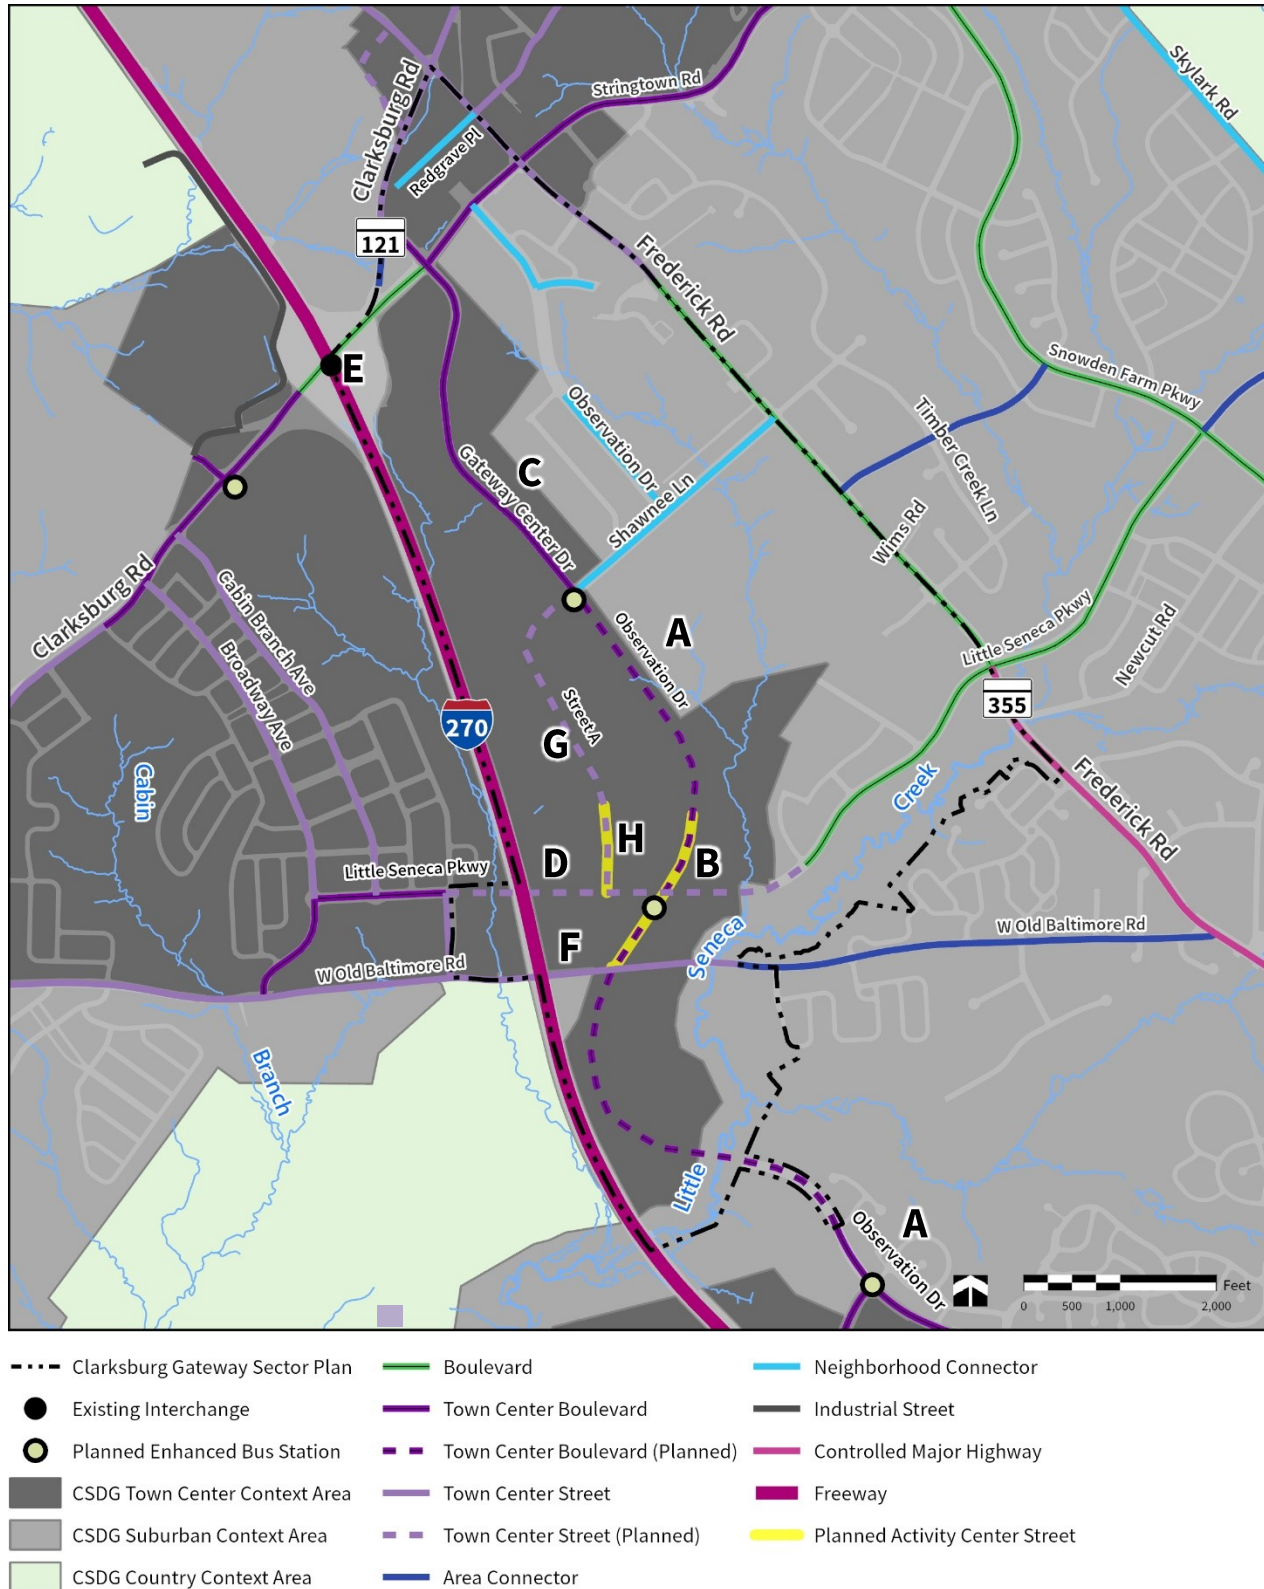 Stringtown Rd
Skylark Rd
Clarksburg Rd
Redgrave Pl
121
Frederick Rd
E
Snowden Farm Pkwy
Observation Dr
Timber Creek Ln
Gateway Center Dr
C
Shawnee Ln
Wims Rd
Clarksburg Rd
Cabin Branch Ave
Broadway Ave
Observation Dr
A
Little Seneca Pkwy
Newcut Rd
355
270
Street A
G
Cabin
Creek
Frederick Rd
H
B
D
Little Seneca Pkwy
F
Seneca
W Old Baltimore Rd
W Old Baltimore Rd
Branch
Little
A
Observation Dr
Feet
0 500 1,000 2,000
Clarksburg Gateway Sector Plan
Existing Interchange
Planned Enhanced Bus Station
CSDG Town Center Context Area
CSDG Suburban Context Area
CSDG Country Context Area
Boulevard
Town Center Boulevard
Town Center Boulevard (Planned)
Town Center Street
Town Center Street (Planned)
Area Connector
Neighborhood Connector
Industrial Street
Controlled Major Highway
Freeway
Planned Activity Center Street